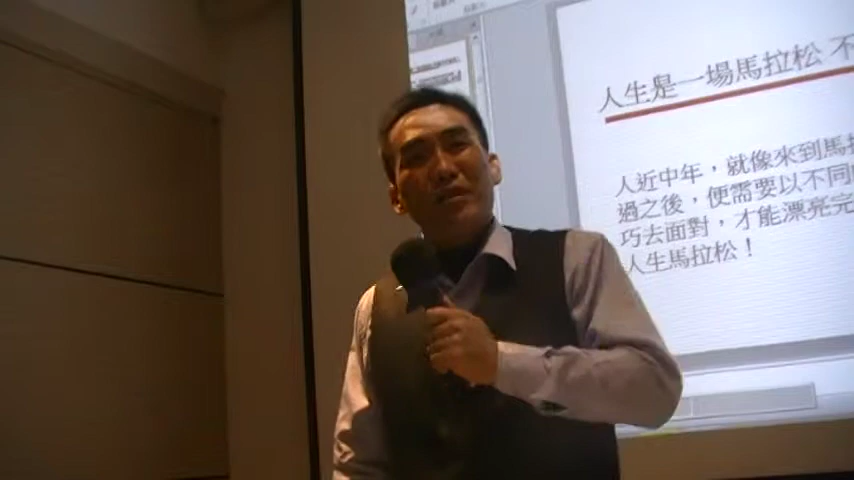 人生是一場馬拉松 不
人近中年，就像來到馬拉
過之後，便需要以不同
巧去面對，才能漂亮完
人生馬拉松！